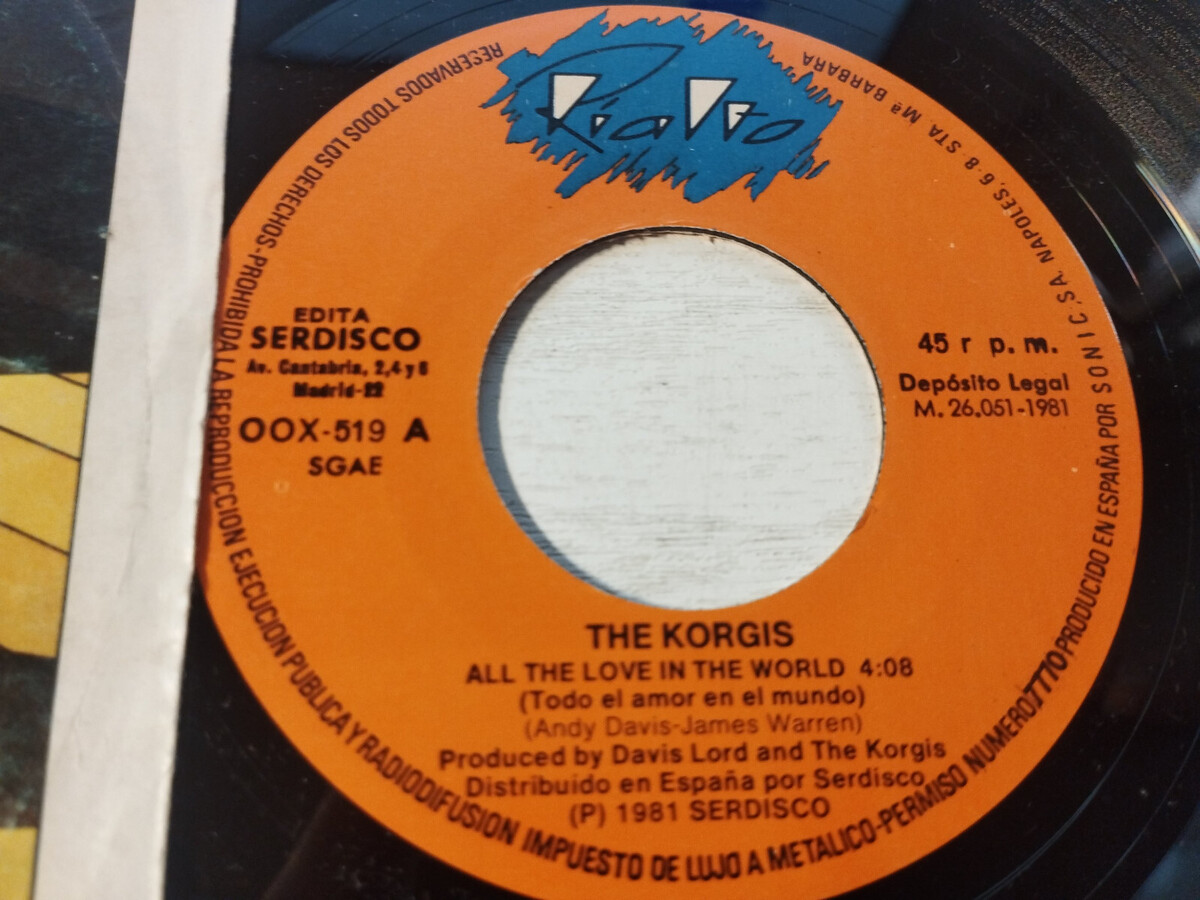 Rialto
EDITA
SERDISCO
Av. Cantabria, 2,4 y 6
Madrid-22
OOX-519 A
SGAE
45 r p. m.
Depósito Legal
M. 26.051-1981
THE KORGIS
ALL THE LOVE IN THE WORLD 4:08
(Todo el amor en el mundo)
(Andy Davis-James Warren)
Produced by Davis Lord and The Korgis
Distribuido en España por Serdisco
(P) 1981 SERDISCO
RESERVADOS TODOS LOS DERECHOS-PROHIBIDA LA REPRODUCCION EJECUCION PUBLICA Y RADIODIFUSION IMPUESTO DE LUJO A METALICO-PERMISO NUMERO 77710 PRODUCIDO EN ESPAÑA POR SONIC, S.A. NAPOLES, 6-8 STA. Mª BARBARA